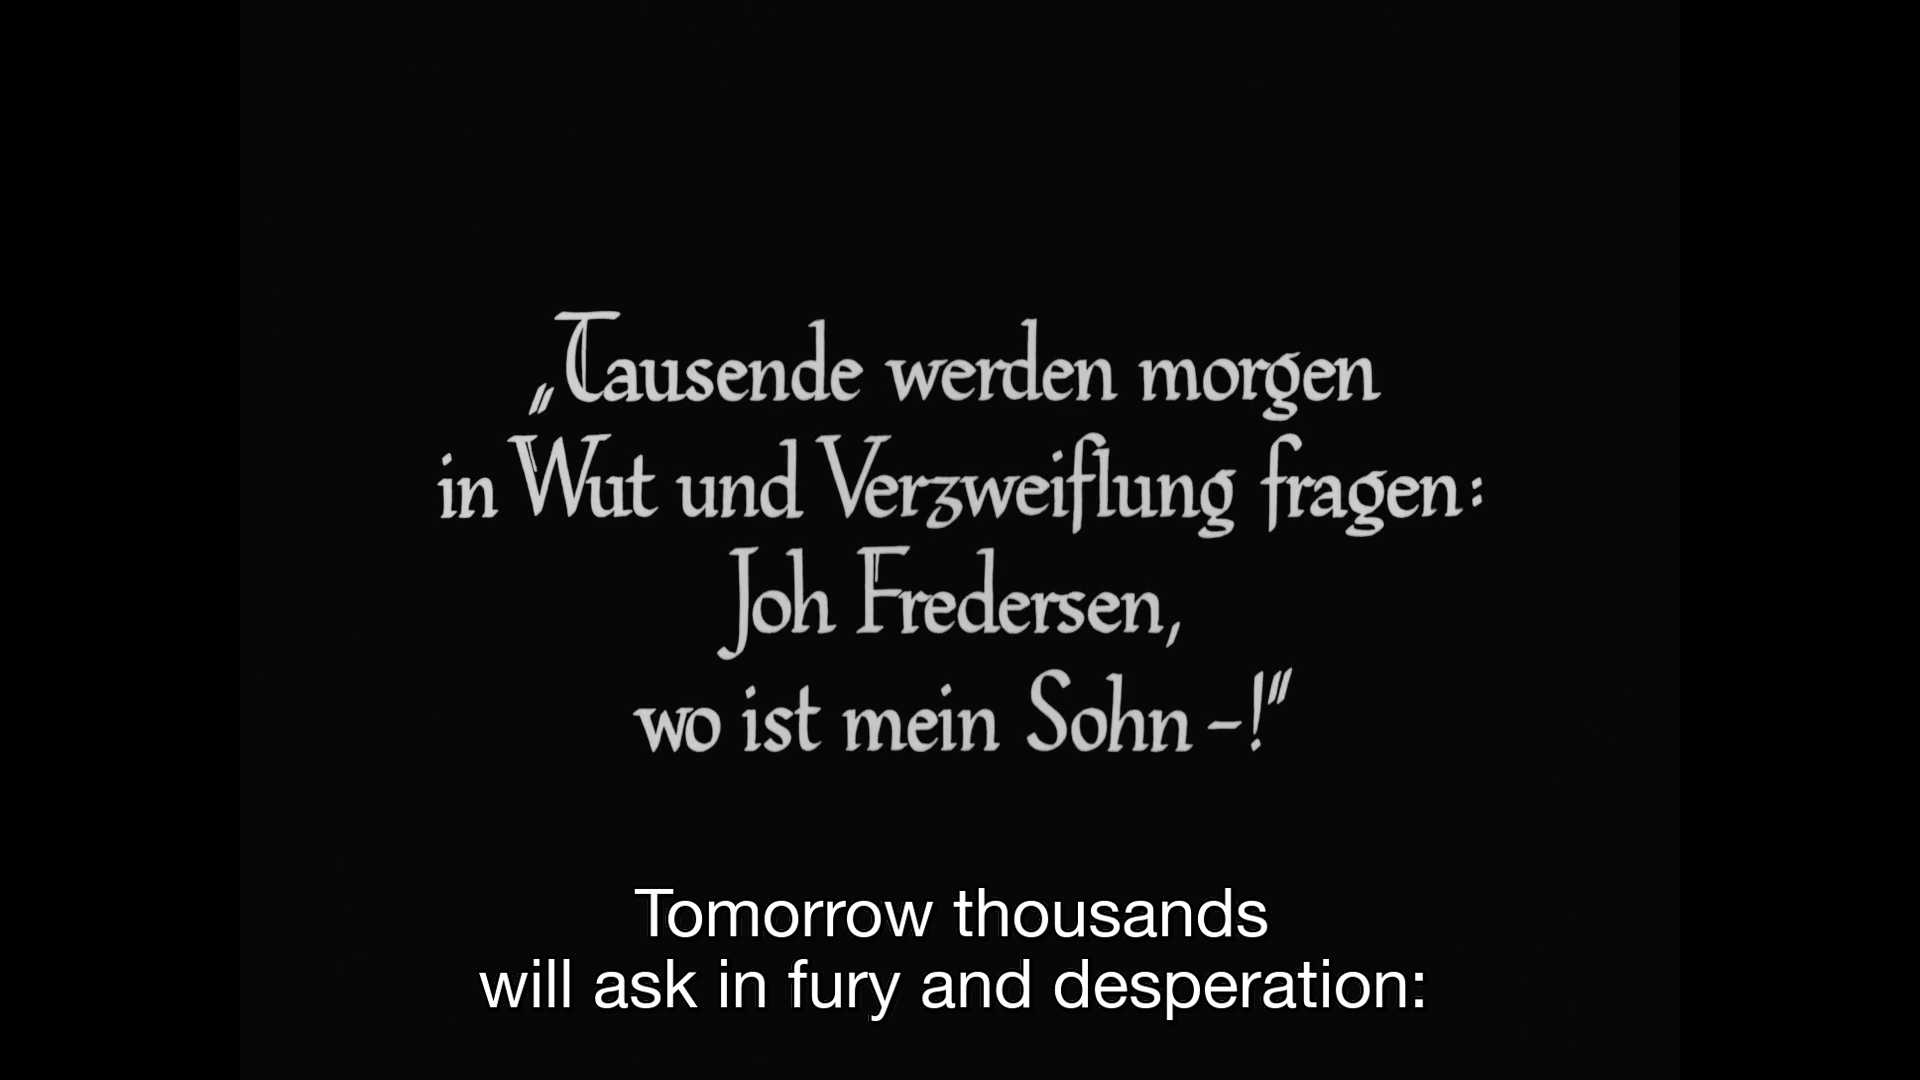 „Tausende werden morgen
in Wut und Verzweiflung fragen:
Joh Fredersen,
wo ist mein Sohn –!“
Tomorrow thousands
will ask in fury and desperation: